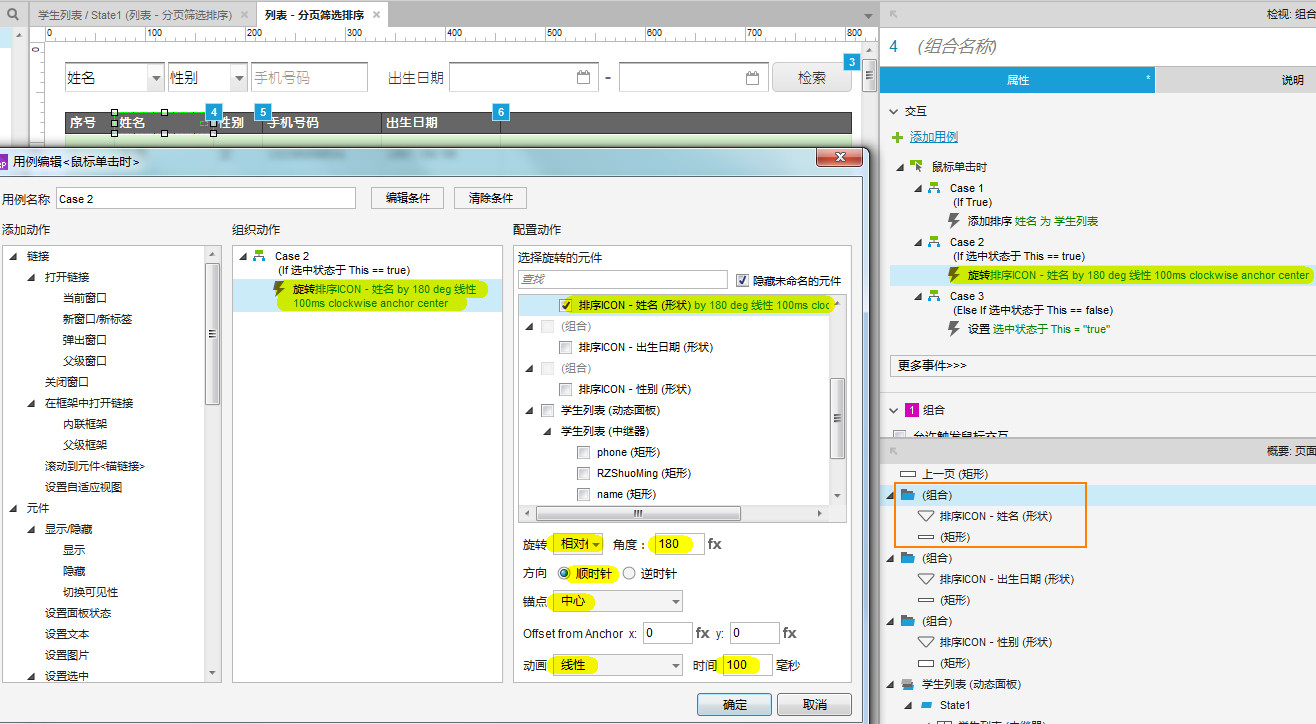 学生列表 / State1 (列表 - 分页筛选排序)
列表 - 分页筛选排序
检视: 组合
0 100 200 300 400 500 600 700 800
0
姓名
性别
手机号码
出生日期
-
检索
3
4
5
6
序号
姓名
性别
手机号码
出生日期
4
(组合名称)
属性
*
说明
交互
添加用例
鼠标单击时
Case 1
(If True)
添加排序 姓名 为 学生列表
Case 2
(If 选中状态于 This == true)
旋转排序ICON - 姓名 by 180 deg 线性 100ms clockwise anchor center
Case 3
(Else If 选中状态于 This == false)
设置 选中状态于 This = "true"
更多事件>>>
1 组合
允许触发鼠标交互
概要: 页面
上一页 (矩形)
(组合)
排序ICON - 姓名 (形状)
(矩形)
(组合)
排序ICON - 出生日期 (形状)
(矩形)
(组合)
排序ICON - 性别 (形状)
(矩形)
学生列表 (动态面板)
State1
学生列表 (中继器)
用例编辑<鼠标单击时>
用例名称
Case 2
编辑条件
清除条件
添加动作
链接
打开链接
当前窗口
新窗口/新标签
弹出窗口
父级窗口
关闭窗口
在框架中打开链接
内联框架
父级框架
滚动到元件<锚链接>
设置自适应视图
元件
显示/隐藏
显示
隐藏
切换可见性
设置面板状态
设置文本
设置图片
设置选中
组织动作
Case 2
(If 选中状态于 This == true)
旋转排序ICON - 姓名 by 180 deg 线性
100ms clockwise anchor center
配置动作
选择旋转的元件
查找
隐藏未命名的元件
排序ICON - 姓名 (形状) by 180 deg 线性 100ms cloc
(组合)
排序ICON - 出生日期 (形状)
(组合)
排序ICON - 性别 (形状)
学生列表 (动态面板)
学生列表 (中继器)
phone (矩形)
RZShuoMing (矩形)
name (矩形)
旋转
相对
角度：
180
fx
方向
顺时针
逆时针
锚点
中心
Offset from Anchor x: 0 fx y: 0 fx
动画
线性
时间
100
毫秒
确定
取消